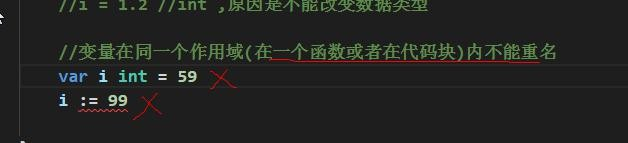 //i = 1.2 //int ,原因是不能改变数据类型
//变量在同一个作用域(在一个函数或者在代码块)内不能重名
var i int = 59
i := 99